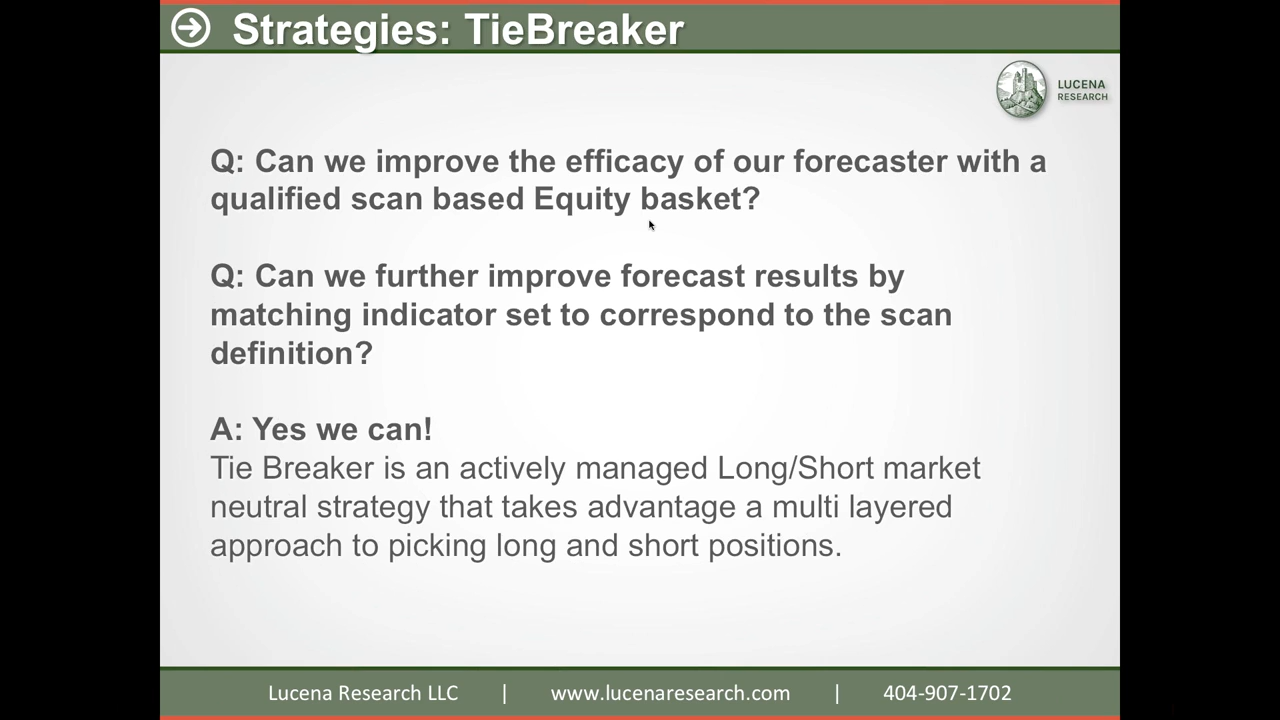 Strategies: TieBreaker
LUCENA
RESEARCH
Q: Can we improve the efficacy of our forecaster with a
qualified scan based Equity basket?
Q: Can we further improve forecast results by
matching indicator set to correspond to the scan
definition?
A: Yes we can!
Tie Breaker is an actively managed Long/Short market
neutral strategy that takes advantage a multi layered
approach to picking long and short positions.
Lucena Research LLC | www.lucenaresearch.com | 404-907-1702